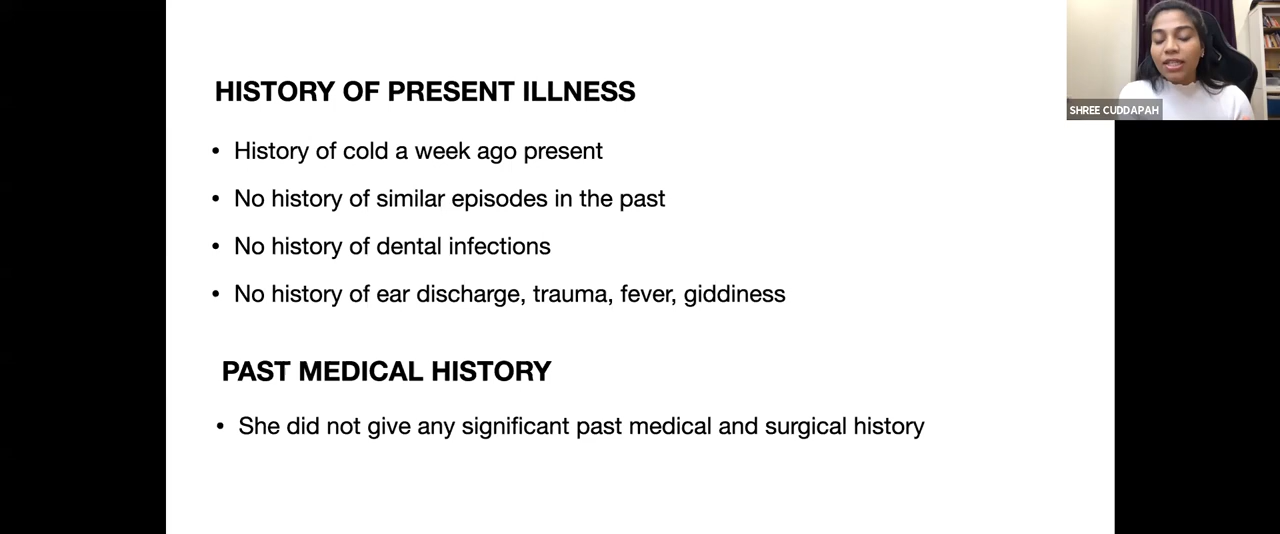 SHREE CUDDAPAH
HISTORY OF PRESENT ILLNESS
• History of cold a week ago present
• No history of similar episodes in the past
• No history of dental infections
• No history of ear discharge, trauma, fever, giddiness
PAST MEDICAL HISTORY
• She did not give any significant past medical and surgical history